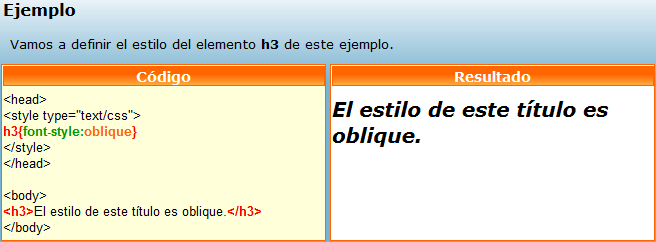 Ejemplo
Vamos a definir el estilo del elemento h3 de este ejemplo.
Código
<head>
<style type="text/css">
h3{font-style:oblique}
</style>
</head>
<body>
<h3>El estilo de este título es oblique.</h3>
</body>
Resultado
El estilo de este título es
oblique.